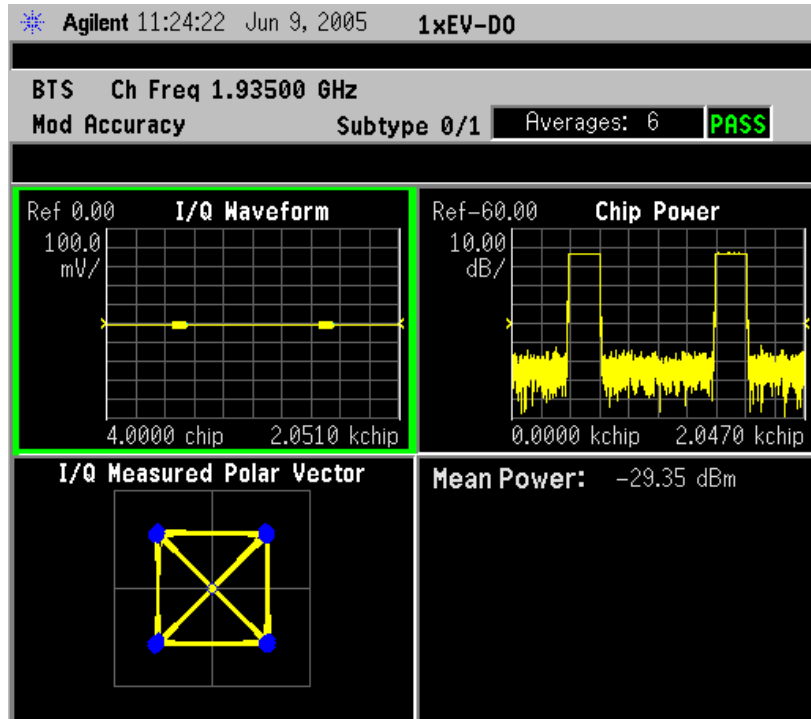 Agilent 11:24:22 Jun 9, 2005 1xEV-DO
BTS Ch Freq 1.93500 GHz
Mod Accuracy Subtype 0/1 Averages: 6 PASS
Ref 0.00 I/Q Waveform
100.0
mV/
4.0000 chip 2.0510 kchip
Ref-60.00 Chip Power
10.00
dB/
0.0000 kchip 2.0470 kchip
I/Q Measured Polar Vector
Mean Power: -29.35 dBm